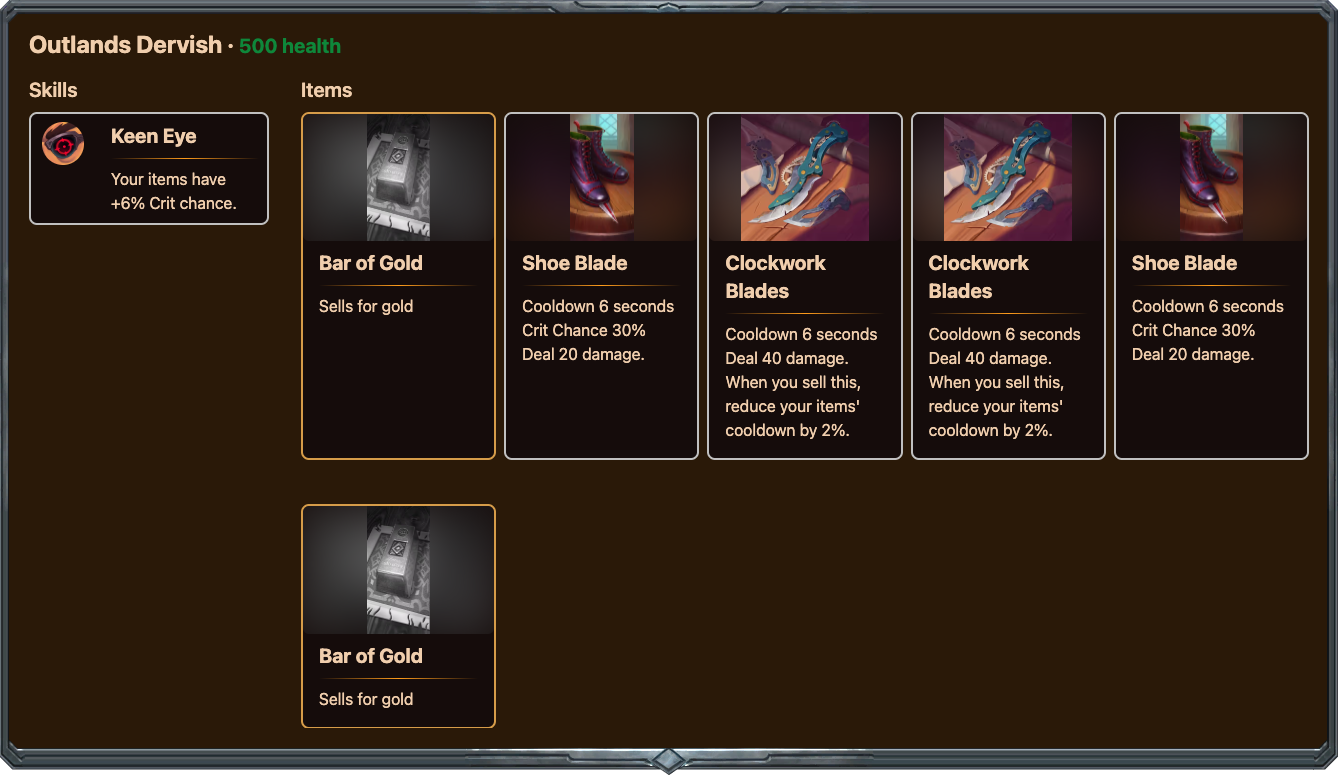 Outlands Dervish · 500 health
Skills
Keen Eye
Your items have
+6% Crit chance.
Items
Bar of Gold
Sells for gold
Shoe Blade
Cooldown 6 seconds
Crit Chance 30%
Deal 20 damage.
Clockwork
Blades
Cooldown 6 seconds
Deal 40 damage.
When you sell this,
reduce your items'
cooldown by 2%.
Clockwork
Blades
Cooldown 6 seconds
Deal 40 damage.
When you sell this,
reduce your items'
cooldown by 2%.
Shoe Blade
Cooldown 6 seconds
Crit Chance 30%
Deal 20 damage.
Bar of Gold
Sells for gold